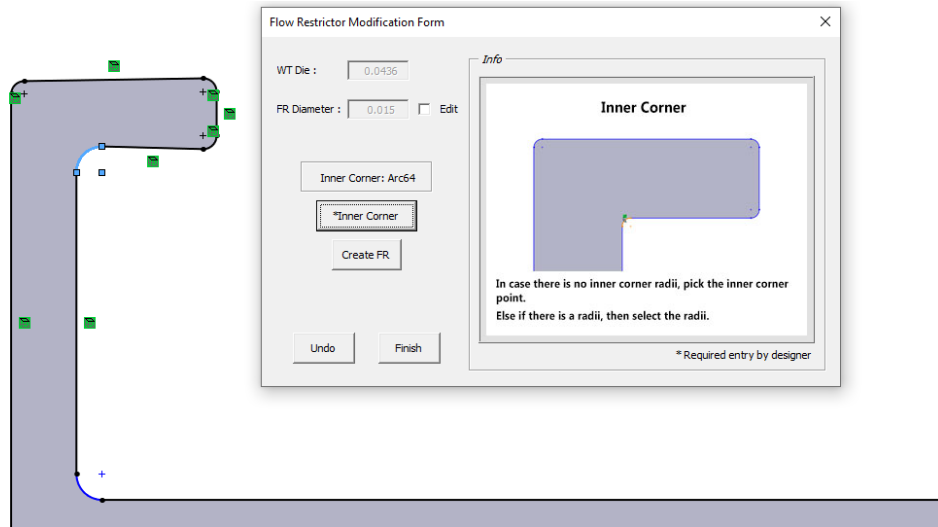 Flow Restrictor Modification Form
WT Die :
0.0436
FR Diameter :
0.015
Edit
Inner Corner: Arc64
*Inner Corner
Create FR
Undo
Finish
Info
Inner Corner
In case there is no inner corner radii, pick the inner corner
point.
Else if there is a radii, then select the radii.
* Required entry by designer